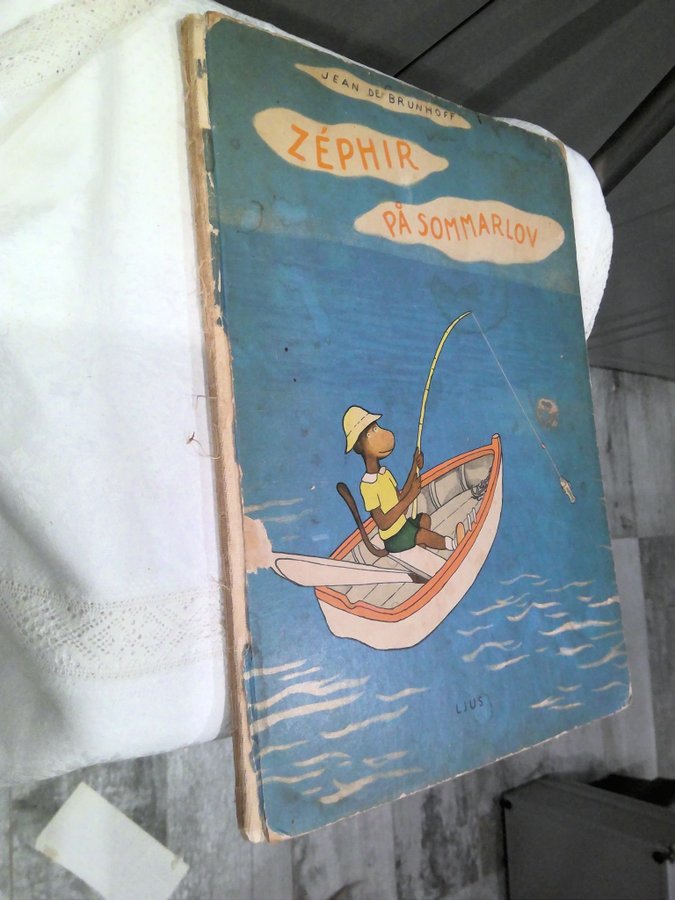 JEAN DE BRUNHOFF
ZÉPHIR
PÅ SOMMARLOV
LJUS